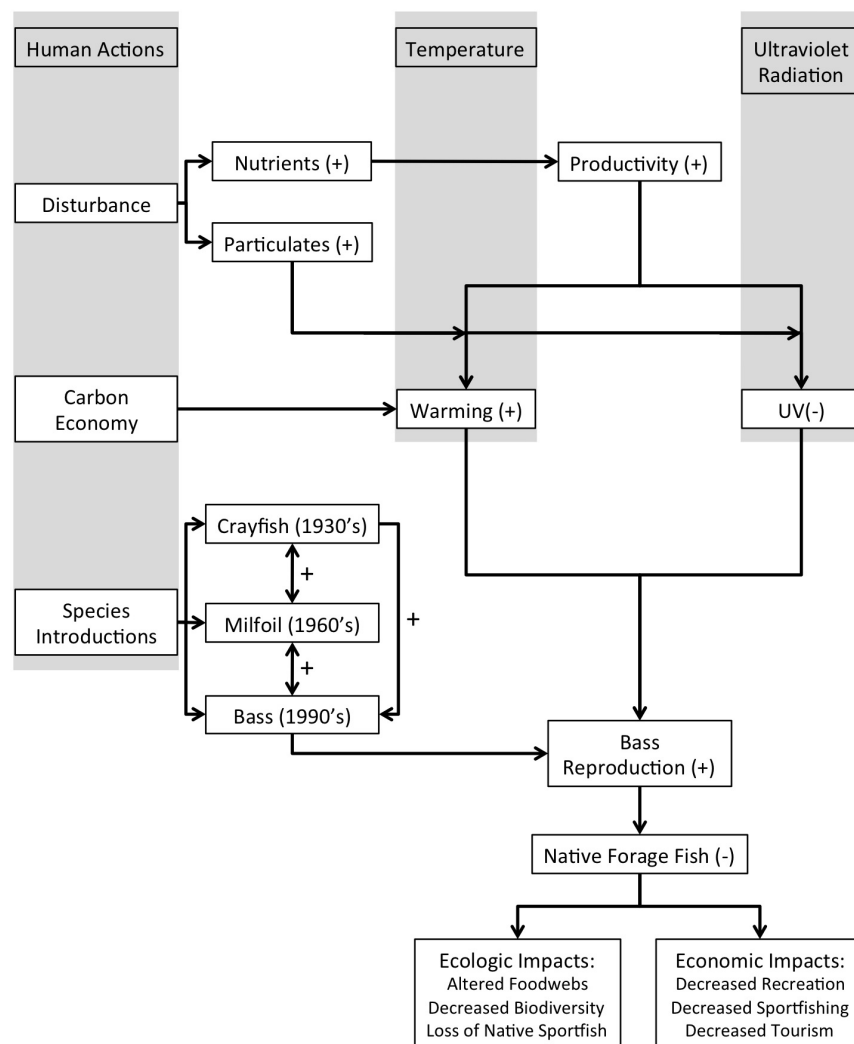 Human Actions
Temperature
Ultraviolet
Radiation
Nutrients (+)
Productivity (+)
Disturbance
Particulates (+)
Carbon
Economy
Warming (+)
UV(-)
Crayfish (1930's)
+
Species
Introductions
Milfoil (1960's)
+
+
Bass (1990's)
Bass
Reproduction (+)
Native Forage Fish (-)
Ecologic Impacts:
Altered Foodwebs
Decreased Biodiversity
Loss of Native Sportfish
Economic Impacts:
Decreased Recreation
Decreased Sportfishing
Decreased Tourism